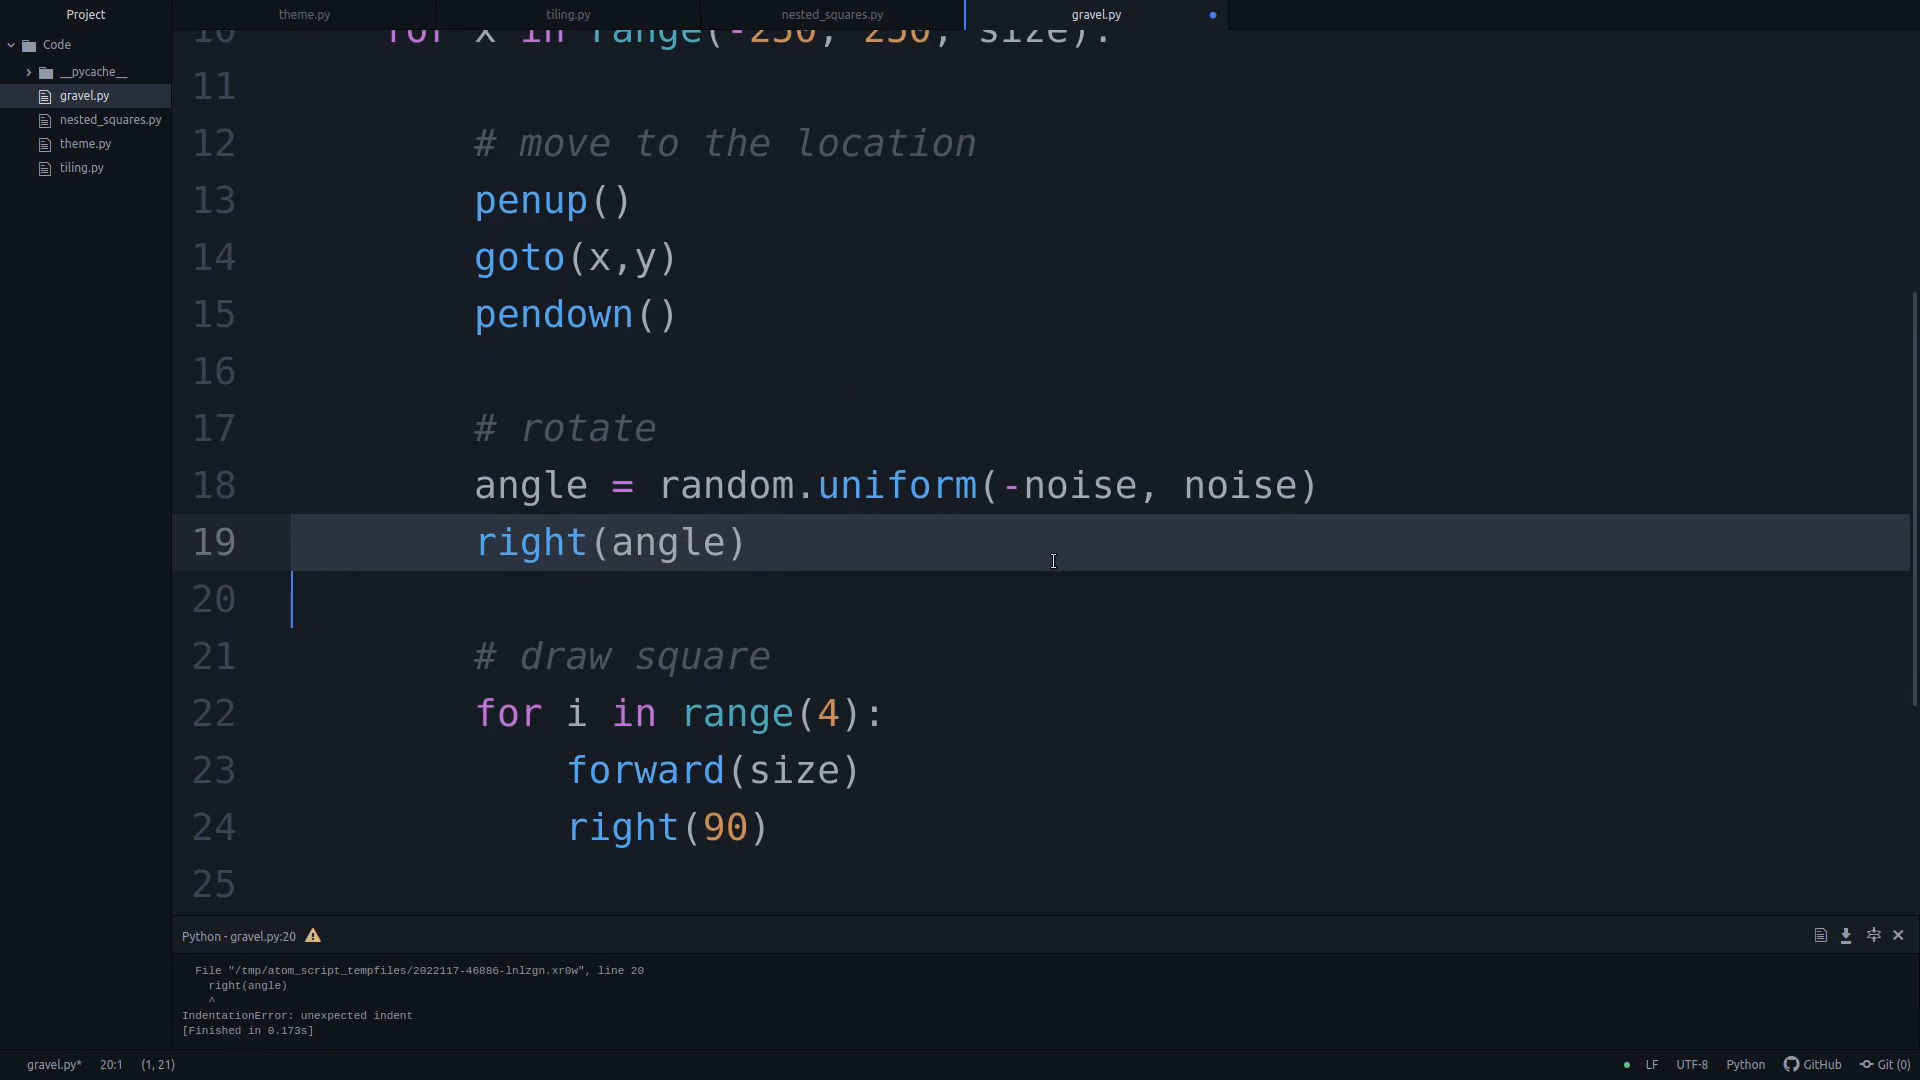 Project
theme.py
tiling.py
nested_squares.py
gravel.py
Code
__pycache__
gravel.py
nested_squares.py
theme.py
tiling.py
10 for x in range(-250, 250, size):
11
12 # move to the location
13 penup()
14 goto(x,y)
15 pendown()
16
17 # rotate
18 angle = random.uniform(-noise, noise)
19 right(angle)
20
21 # draw square
22 for i in range(4):
23 forward(size)
24 right(90)
25
Python - gravel.py:20
File "/tmp/atom_script_tempfiles/2022117-46886-lnlzgn.xr0w", line 20
right(angle)
^
IndentationError: unexpected indent
[Finished in 0.173s]
gravel.py* 20:1 (1, 21) LF UTF-8 Python GitHub Git (0)